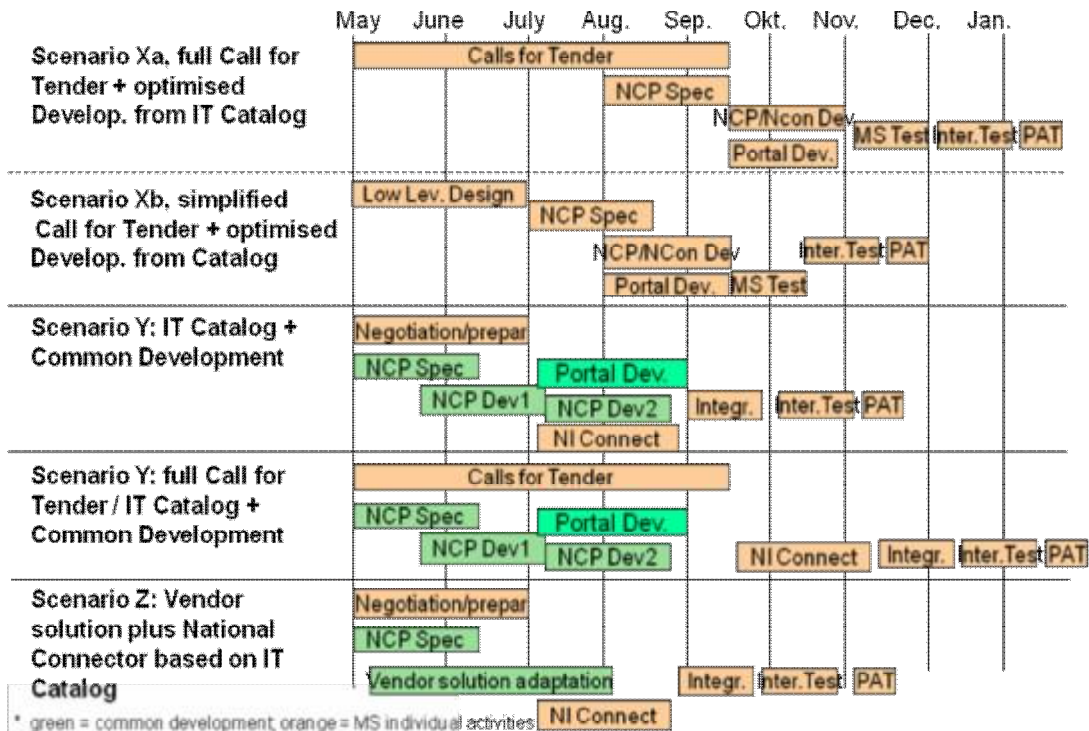 May June July Aug. Sep. Okt. Nov. Dec. Jan.
Scenario Xa, full Call for
Tender + optimised
Develop. from IT Catalog
Calls for Tender
NCP Spec
NCP/Ncon Dev.
MS Test Inter.Test PAT
Portal Dev.
Scenario Xb, simplified
Call for Tender + optimised
Develop. from Catalog
Low Lev. Design
NCP Spec
NCP/NCon Dev Inter.Test PAT
Portal Dev. MS Test
Scenario Y: IT Catalog +
Common Development
Negotiation/prepar
NCP Spec Portal Dev.
NCP Dev1 NCP Dev2 Integr. Inter.Test PAT
NI Connect
Scenario Y: full Call for
Tender / IT Catalog +
Common Development
Calls for Tender
NCP Spec Portal Dev.
NCP Dev1 NCP Dev2 NI Connect Integr. Inter.Test PAT
Scenario Z: Vendor
solution plus National
Connector based on IT
Catalog
Negotiation/prepar
NCP Spec
Vendor solution adaptation Integr. Inter.Test PAT
NI Connect
* green = common development; orange = MS individual activities